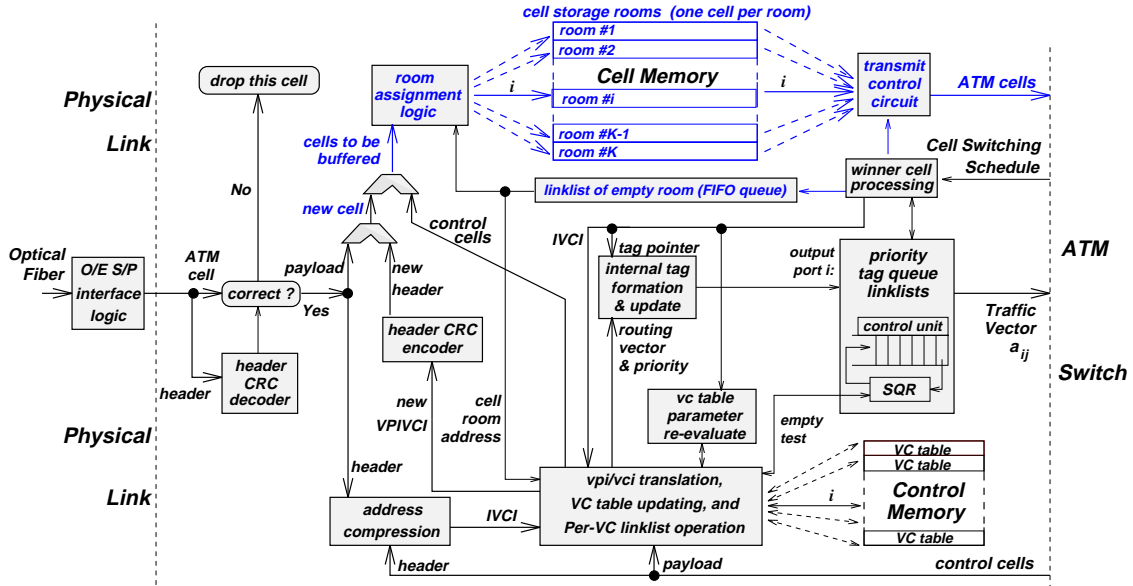 cell storage rooms (one cell per room)
room #1
room #2
Cell Memory
room #i
room #K-1
room #K
i
i
drop this cell
room
assignment
logic
transmit
control
circuit
ATM cells
Physical
Link
cells to be
buffered
Cell Switching
Schedule
winner cell
processing
linklist of empty room (FIFO queue)
No
new cell
control
cells
IVCI
tag pointer
output
port i:
priority
tag queue
linklists
ATM
Optical
Fiber
O/E S/P
interface
logic
ATM
cell
correct ?
payload
Yes
new
header
internal tag
formation
& update
Traffic
Vector
a ij
control unit
SQR
header CRC
encoder
routing
vector
& priority
header
CRC
decoder
header
Switch
new
VPIVCI
cell
room
address
vc table
parameter
re-evaluate
empty
test
Physical
Link
header
VC table
VC table
Control
Memory
VC table
i
vpi/vci translation,
VC table updating, and
Per-VC linklist operation
address
compression
IVCI
header
payload
control cells